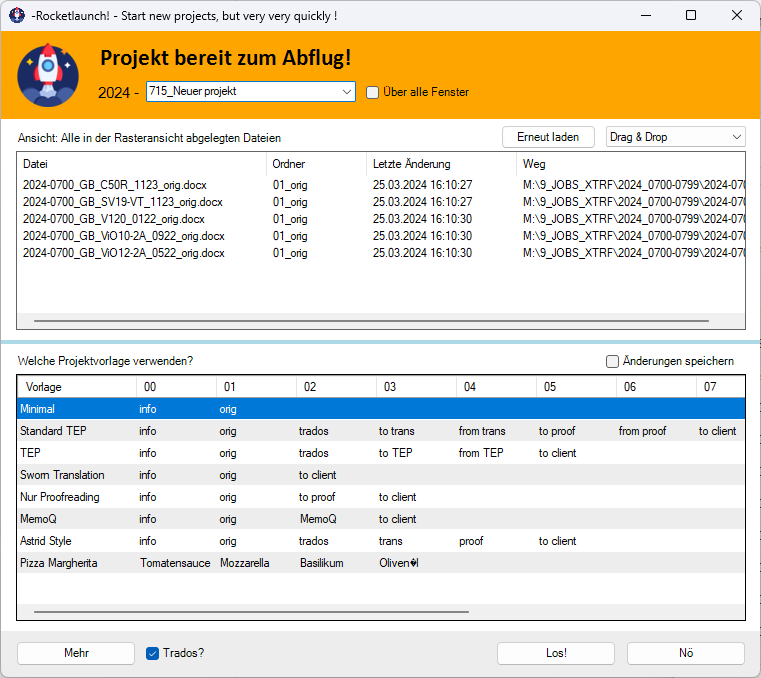 -Rocketlaunch! - Start new projects, but very very quickly !
Projekt bereit zum Abflug!
2024 - 715_Neuer projekt Über alle Fenster
Ansicht: Alle in der Rasteransicht abgelegten Dateien Erneut laden Drag & Drop
Datei Ordner Letzte Änderung Weg
2024-0700_GB_C50R_1123_orig.docx 01_orig 25.03.2024 16:10:27 M:\9_JOBS_XTRF\2024_0700-0799\2024-070
2024-0700_GB_SV19-VT_1123_orig.docx 01_orig 25.03.2024 16:10:27 M:\9_JOBS_XTRF\2024_0700-0799\2024-070
2024-0700_GB_V120_0122_orig.docx 01_orig 25.03.2024 16:10:30 M:\9_JOBS_XTRF\2024_0700-0799\2024-070
2024-0700_GB_ViO10-2A_0922_orig.docx 01_orig 25.03.2024 16:10:30 M:\9_JOBS_XTRF\2024_0700-0799\2024-070
2024-0700_GB_ViO12-2A_0522_orig.docx 01_orig 25.03.2024 16:10:30 M:\9_JOBS_XTRF\2024_0700-0799\2024-070
Welche Projektvorlage verwenden? Änderungen speichern
Vorlage 00 01 02 03 04 05 06 07
Minimal info orig
Standard TEP info orig trados to trans from trans to proof from proof to client
TEP info orig trados to TEP from TEP to client
Sworn Translation info orig to client
Nur Proofreading info orig to proof to client
MemoQ info orig MemoQ to client
Astrid Style info orig trados trans proof to client
Pizza Margherita Tomatensauce Mozzarella Basilikum Oliven�l
Mehr Trados? Los! Nö